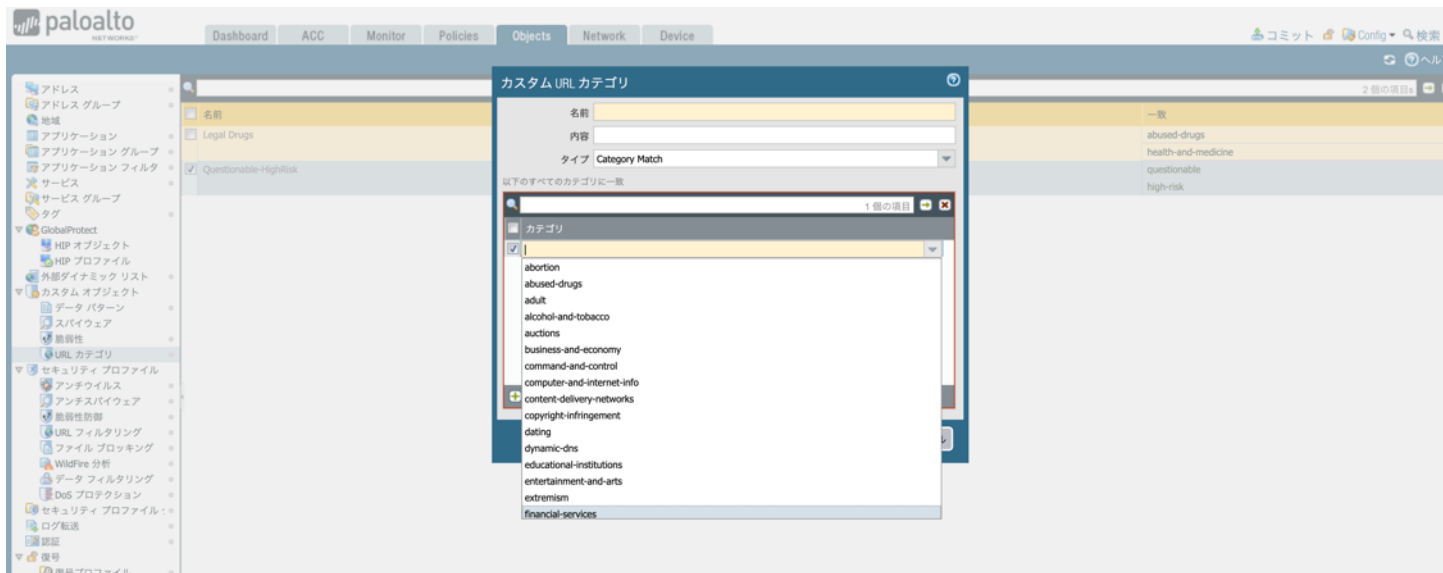 paloalto
NETWORKS
Dashboard ACC Monitor Policies Objects Network Device
コミット Config 検索
ヘル
アドレス
アドレス グループ
地域
アプリケーション
アプリケーション グループ
アプリケーション フィルタ
サービス
サービス グループ
タグ
GlobalProtect
HIP オブジェクト
HIP プロファイル
外部ダイナミック リスト
カスタム オブジェクト
データ パターン
スパイウェア
脆弱性
URL カテゴリ
セキュリティ プロファイル
アンチウイルス
アンチスパイウェア
脆弱性防御
URL フィルタリング
ファイル ブロッキング
WildFire 分析
データ フィルタリング
DoS プロテクション
セキュリティ プロファイル
ログ転送
認証
復号
復号プロファイル
2 個の項目s
名前
Legal Drugs
Questionable-HighRisk
一致
abused-drugs
health-and-medicine
questionable
high-risk
カスタム URL カテゴリ
名前
内容
タイプ Category Match
以下のすべてのカテゴリに一致
1 個の項目
カテゴリ
abortion
abused-drugs
adult
alcohol-and-tobacco
auctions
business-and-economy
command-and-control
computer-and-internet-info
content-delivery-networks
copyright-infringement
dating
dynamic-dns
educational-institutions
entertainment-and-arts
extremism
financial-services
ル